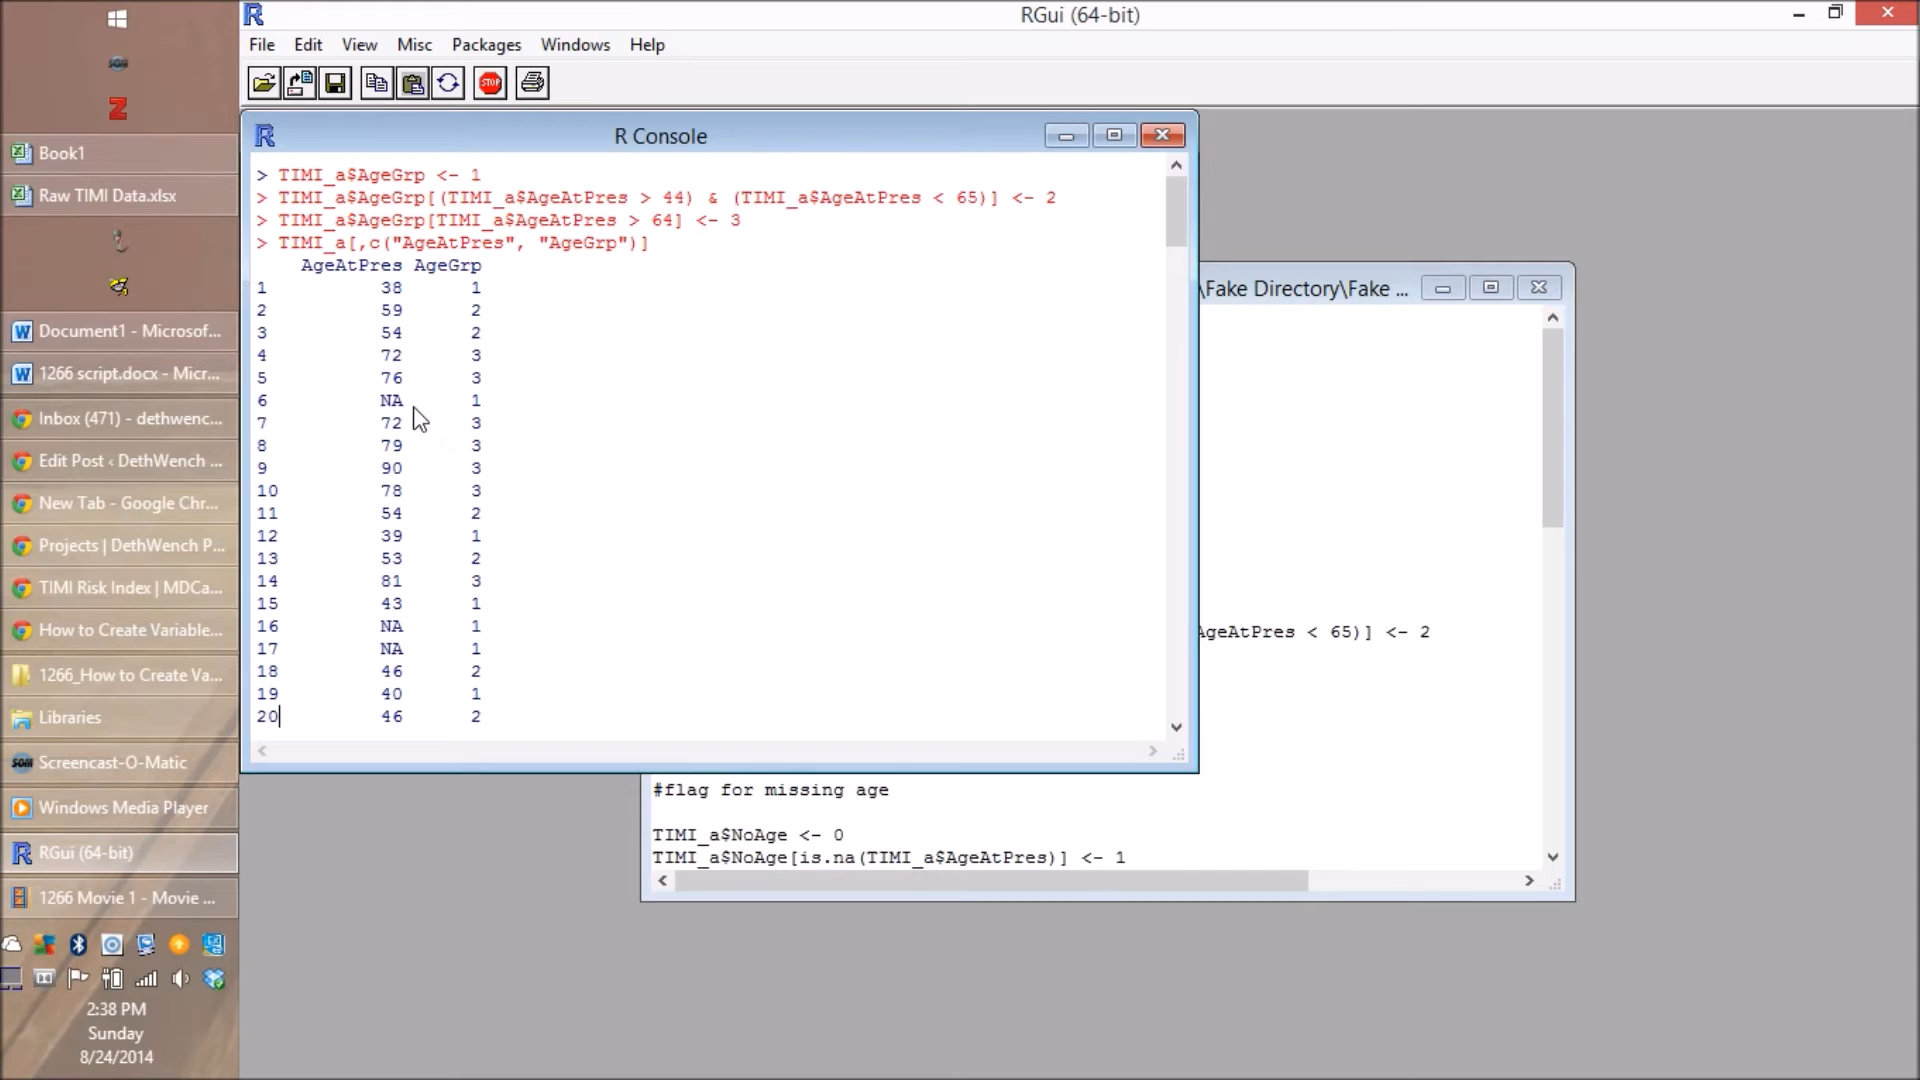 RGui (64-bit)
File Edit View Misc Packages Windows Help
STOP
R Console
> TIMI_a$AgeGrp <- 1
> TIMI_a$AgeGrp[(TIMI_a$AgeAtPres > 44) & (TIMI_a$AgeAtPres < 65)] <- 2
> TIMI_a$AgeGrp[TIMI_a$AgeAtPres > 64] <- 3
> TIMI_a[,c("AgeAtPres", "AgeGrp")]
AgeAtPres AgeGrp
1 38 1
2 59 2
3 54 2
4 72 3
5 76 3
6 NA 1
7 72 3
8 79 3
9 90 3
10 78 3
11 54 2
12 39 1
13 53 2
14 81 3
15 43 1
16 NA 1
17 NA 1
18 46 2
19 40 1
20 46 2
\Fake Directory\Fake ...
AgeAtPres < 65)] <- 2
#flag for missing age
TIMI_a$NoAge <- 0
TIMI_a$NoAge[is.na(TIMI_a$AgeAtPres)] <- 1
SOM
Z
Book1
Raw TIMI Data.xlsx
Document1 - Microsof...
1266 script.docx - Micr...
Inbox (471) - dethwenc...
Edit Post ‹ DethWench ...
New Tab - Google Chr...
Projects | DethWench P...
TIMI Risk Index | MDCa...
How to Create Variable...
1266_How to Create Va...
Libraries
SOM Screencast-O-Matic
Windows Media Player
RGui (64-bit)
1266 Movie 1 - Movie ...
2:38 PM
Sunday
8/24/2014